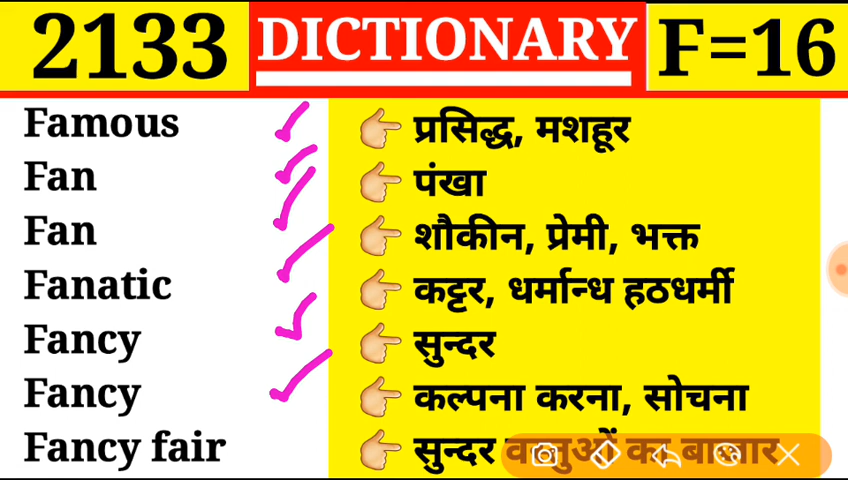 2133 DICTIONARY F=16
Famous प्रसिद्ध, मशहूर
Fan पंखा
Fan शौकीन, प्रेमी, भक्त
Fanatic कट्टर, धर्मान्ध हठधर्मी
Fancy सुन्दर
Fancy कल्पना करना, सोचना
Fancy fair सुन्दर वस्तुओं का बाजार